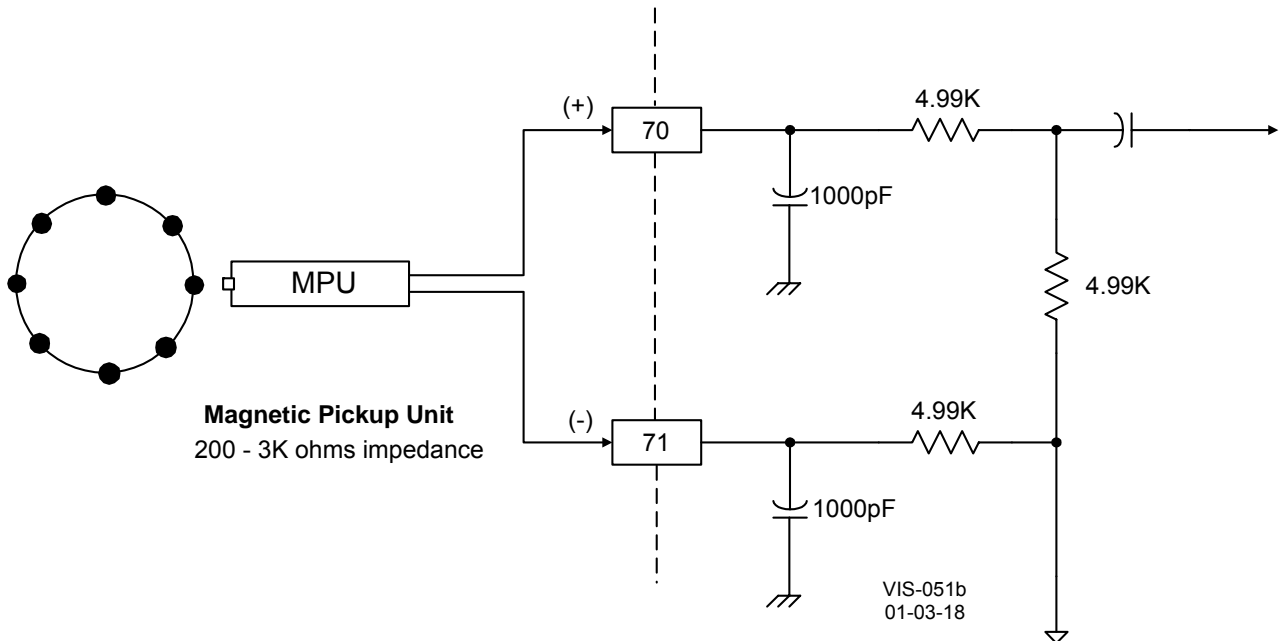 (+)
70
4.99K
1000pF
MPU
4.99K
Magnetic Pickup Unit
200 - 3K ohms impedance
(-)
71
4.99K
1000pF
VIS-051b
01-03-18